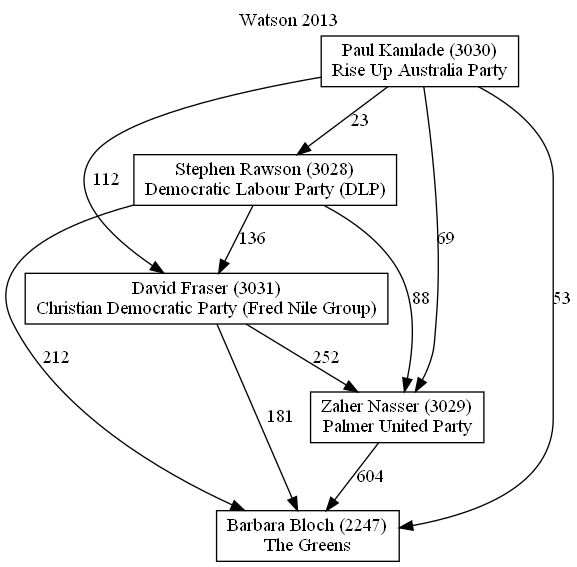 Watson 2013
Paul Kamlade (3030)
Rise Up Australia Party
23
Stephen Rawson (3028)
Democratic Labour Party (DLP)
112
136
69
David Fraser (3031)
Christian Democratic Party (Fred Nile Group)
88
53
212
252
Zaher Nasser (3029)
Palmer United Party
181
604
Barbara Bloch (2247)
The Greens